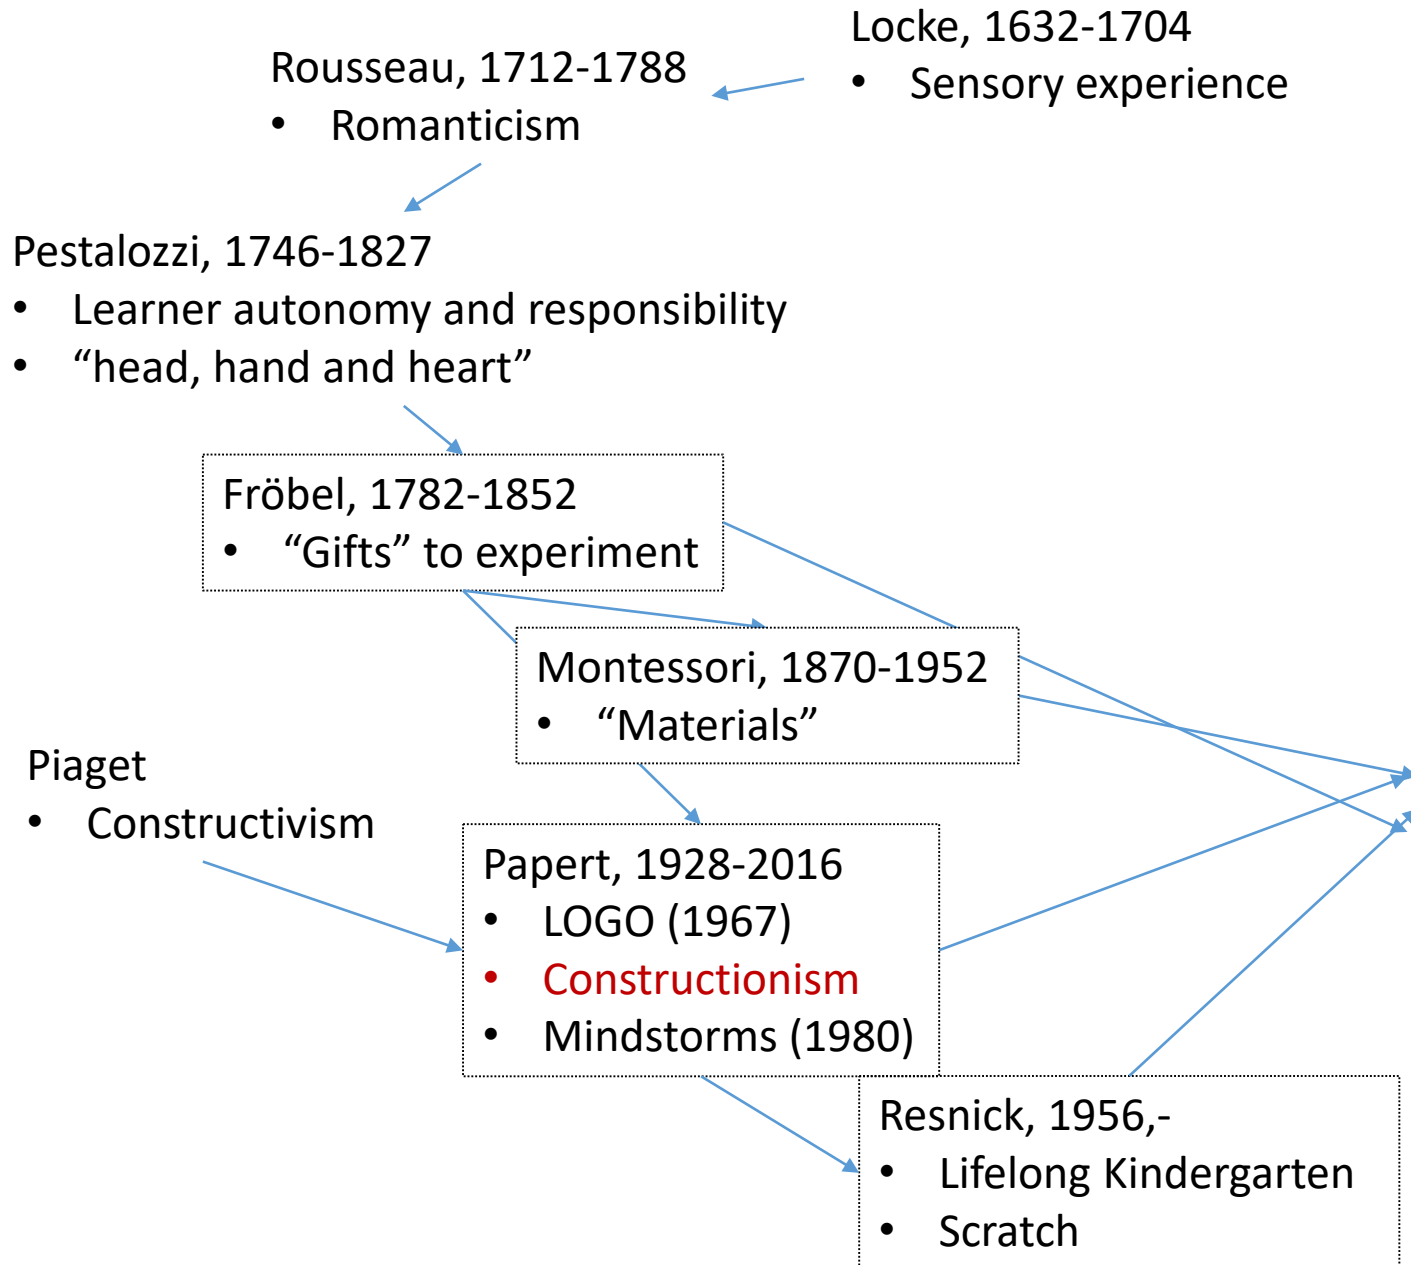 Locke, 1632-1704
• Sensory experience
Rousseau, 1712-1788
• Romanticism
Pestalozzi, 1746-1827
• Learner autonomy and responsibility
• “head, hand and heart”
Fröbel, 1782-1852
• “Gifts” to experiment
Montessori, 1870-1952
• “Materials”
Piaget
• Constructivism
Papert, 1928-2016
• LOGO (1967)
• Constructionism
• Mindstorms (1980)
Resnick, 1956,-
• Lifelong Kindergarten
• Scratch